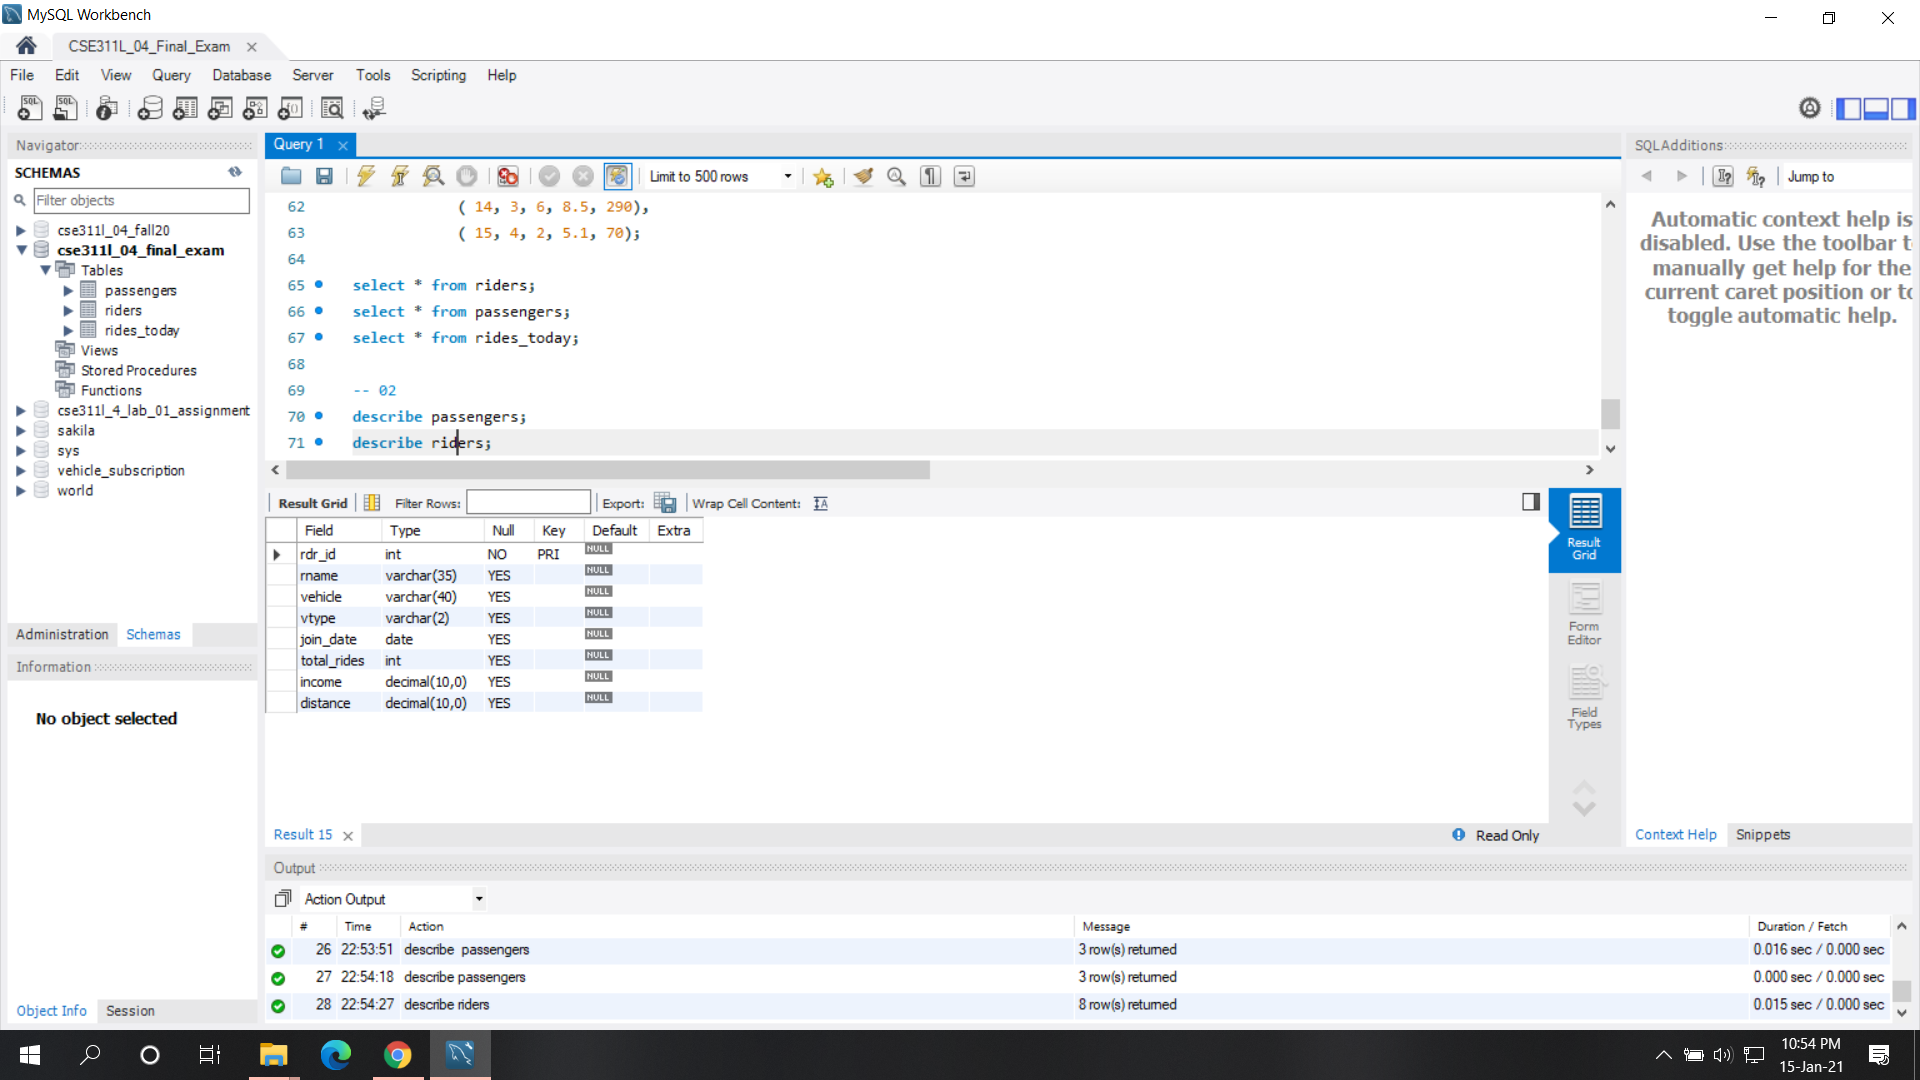 MySQL Workbench
CSE311L_04_Final_Exam
File Edit View Query Database Server Tools Scripting Help
Navigator
SCHEMAS
Filter objects
cse311l_04_fall20
cse311l_04_final_exam
Tables
passengers
riders
rides_today
Views
Stored Procedures
Functions
cse311l_4_lab_01_assignment
sakila
sys
vehicle_subscription
world
Administration Schemas
Information
No object selected
Object Info Session
Query 1
Limit to 500 rows
62 ( 14, 3, 6, 8.5, 290),
63 ( 15, 4, 2, 5.1, 70);
64
65 select * from riders;
66 select * from passengers;
67 select * from rides_today;
68
69 -- 02
70 describe passengers;
71 describe riders;
Result Grid Filter Rows: Export: Wrap Cell Content:
Field Type Null Key Default Extra
rdr_id int NO PRI NULL
rname varchar(35) YES NULL
vehicle varchar(40) YES NULL
vtype varchar(2) YES NULL
join_date date YES NULL
total_rides int YES NULL
income decimal(10,0) YES NULL
distance decimal(10,0) YES NULL
Result
Grid
Form
Editor
Field
Types
Result 15
Read Only
Output
Action Output
# Time Action Message Duration / Fetch
26 22:53:51 describe  passengers 3 row(s) returned 0.016 sec / 0.000 sec
27 22:54:18 describe passengers 3 row(s) returned 0.000 sec / 0.000 sec
28 22:54:27 describe riders 8 row(s) returned 0.015 sec / 0.000 sec
SQLAdditions
Jump to
Automatic context help is
disabled. Use the toolbar t
manually get help for the
current caret position or to
toggle automatic help.
Context Help Snippets
10:54 PM
15-Jan-21